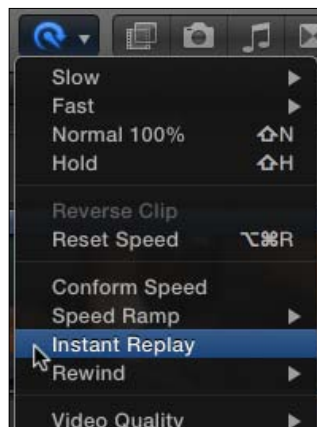 Slow
Fast
Normal 100% ⇧N
Hold ⇧H
Reverse Clip
Reset Speed ⌥⌘R
Conform Speed
Speed Ramp
Instant Replay
Rewind
Video Quality